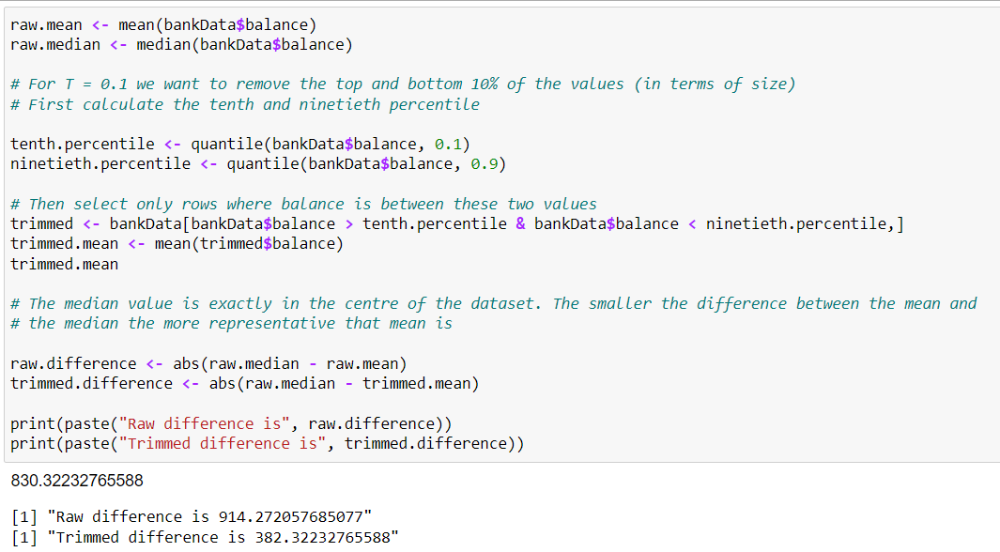 raw.mean <- mean(bankData$balance)
raw.median <- median(bankData$balance)
# For T = 0.1 we want to remove the top and bottom 10% of the values (in terms of size)
# First calculate the tenth and ninetieth percentile
tenth.percentile <- quantile(bankData$balance, 0.1)
ninetieth.percentile <- quantile(bankData$balance, 0.9)
# Then select only rows where balance is between these two values
trimmed <- bankData[bankData$balance > tenth.percentile & bankData$balance < ninetieth.percentile,]
trimmed.mean <- mean(trimmed$balance)
trimmed.mean
# The median value is exactly in the centre of the dataset. The smaller the difference between the mean and
# the median the more representative that mean is
raw.difference <- abs(raw.median - raw.mean)
trimmed.difference <- abs(raw.median - trimmed.mean)
print(paste("Raw difference is", raw.difference))
print(paste("Trimmed difference is", trimmed.difference))
830.32232765588
[1] "Raw difference is 914.272057685077"
[1] "Trimmed difference is 382.32232765588"